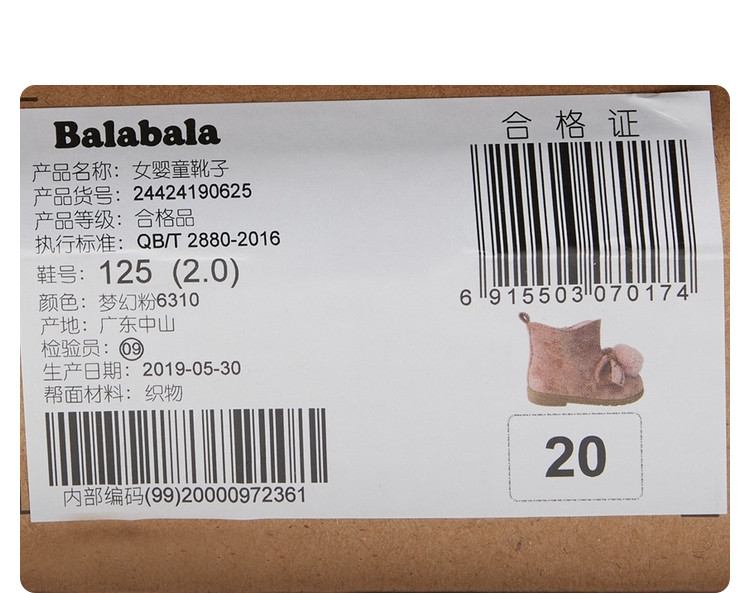 Balabala
产品名称：女婴童靴子
产品货号：24424190625
产品等级：合格品
执行标准：QB/T 2880-2016
鞋号：125 (2.0)
颜色：梦幻粉6310
产地：广东中山
检验员：09
生产日期：2019-05-30
帮面材料：织物
内部编码(99)20000972361
合格证
6 915503 070174
20